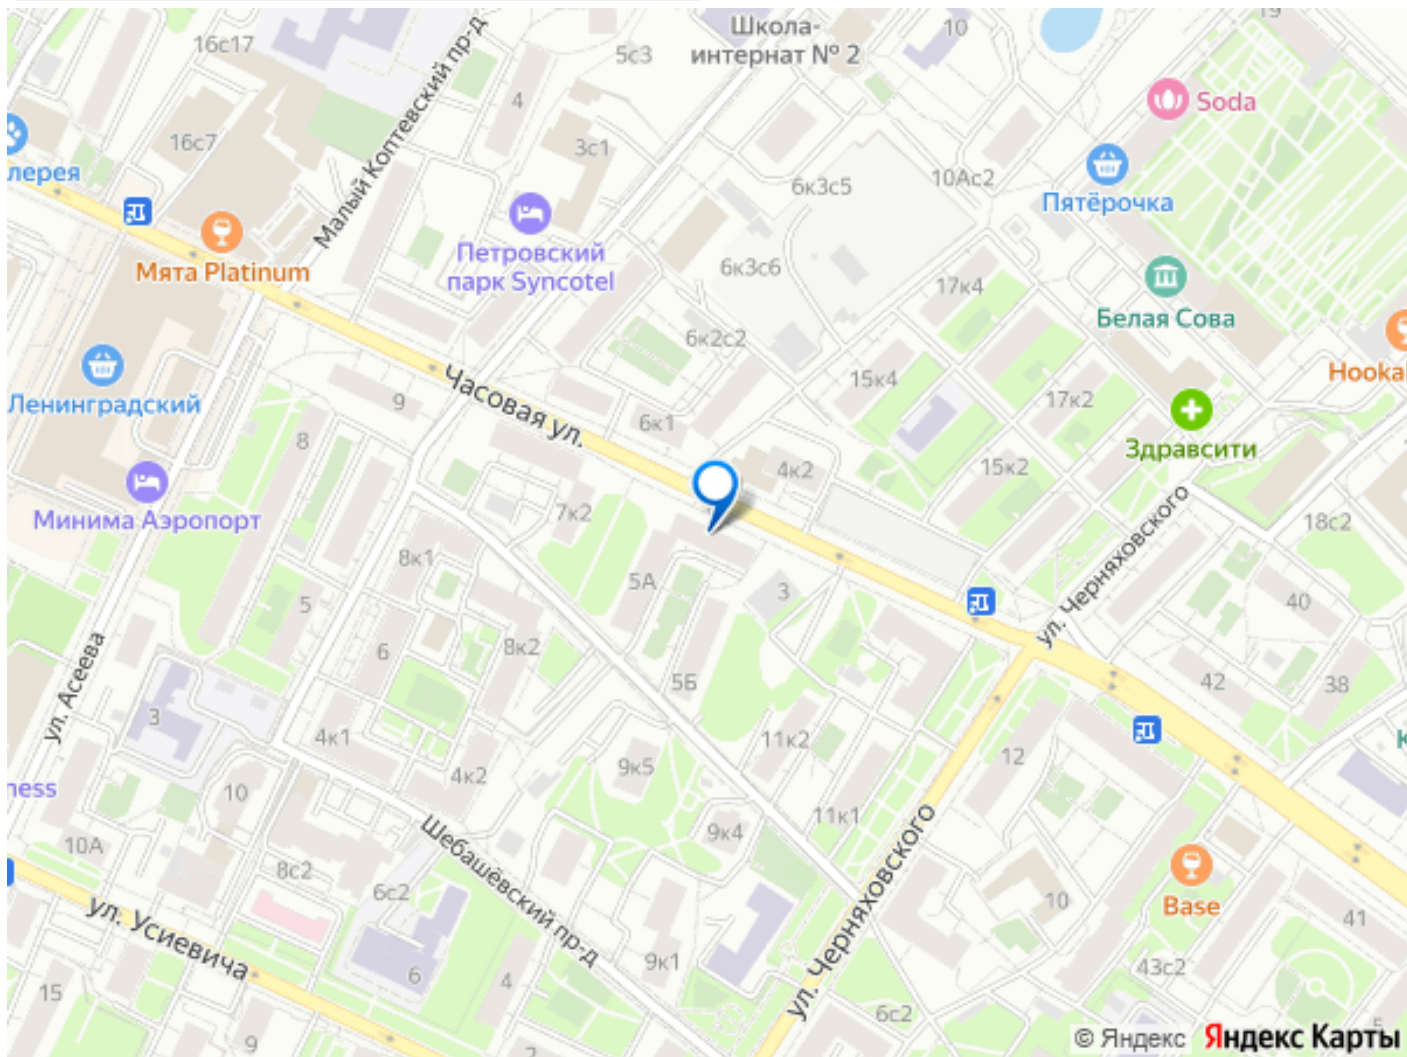 19
Школа-
интернат № 2
10
16с17
5с3
Малый Коптевский пр-д
4
Soda
16с7
3с1
лерея
6к3с5
10Ас2
Пятёрочка
Мята Platinum
Петровский
парк Syncotel
6к3с6
17к4
Белая Сова
6к2с2
Ленинградский
Часовая ул.
9
15к4
17к2
Hooka
8
6к1
Здравсити
4к2
15к2
Минима Аэропорт
7к2
18с2
ул. Черняховского
8к1
5А
3
5
40
6
8к2
ул. Асеева
5Б
42
38
3
4к1
11к2
12
К
9к5
4к2
ness
10
11к1
9к4
Шебашёвский пр-д
10А
8с2
6с2
ул. Черняховского
10
Base
41
ул. Усиевича
6
4
9к1
43с2
15
6с2
9
2
5
© Яндекс Яндекс Карты